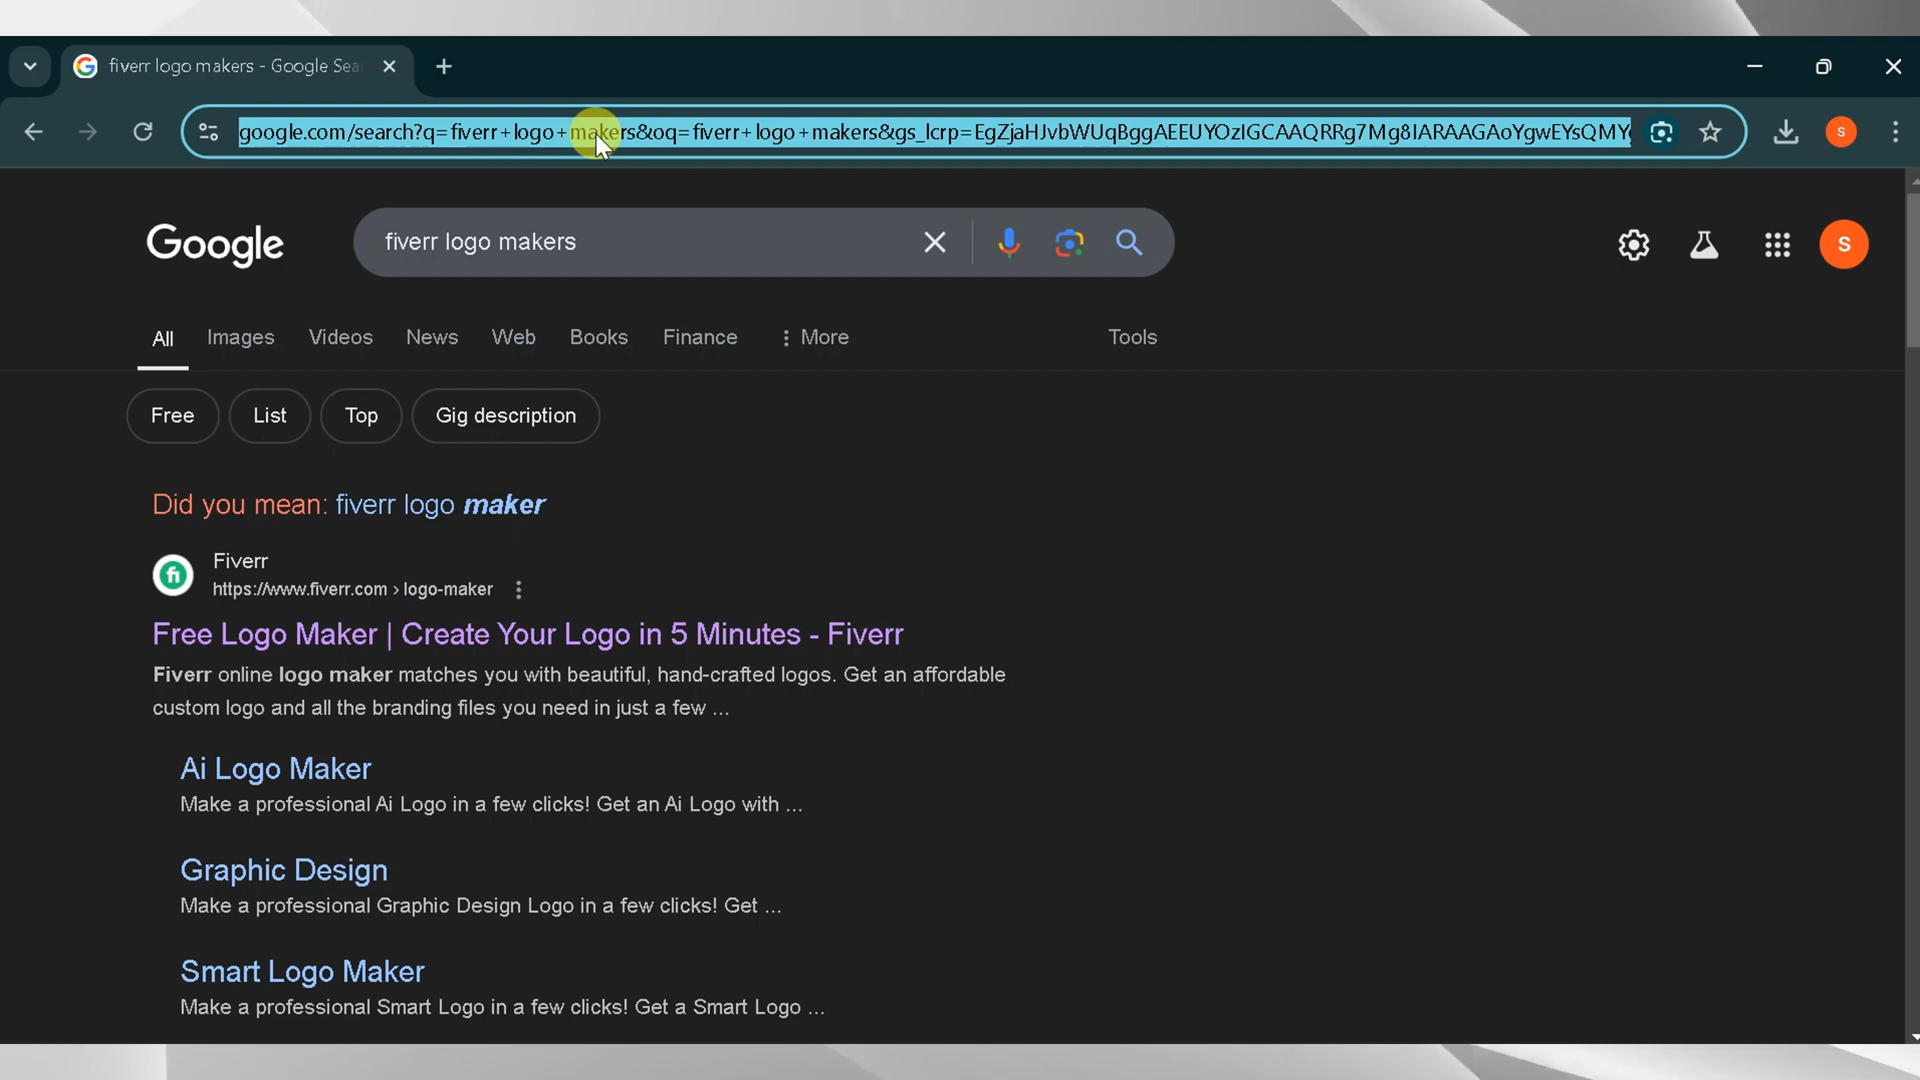 fiverr logo makers - Google Sea
google.com/search?q=fiverr+logo+makers&oq=fiverr+logo+makers&gs_lcrp=EgZjaHJvbWUqBggAEEUYOzIGCAAQRRg7Mg8IARAAGAoYgwEYsQMY
S
Google
fiverr logo makers
S
All Images Videos News Web Books Finance More Tools
Free List Top Gig description
Did you mean: fiverr logo maker
fi
Fiverr
https://www.fiverr.com › logo-maker
Free Logo Maker | Create Your Logo in 5 Minutes - Fiverr
Fiverr online logo maker matches you with beautiful, hand-crafted logos. Get an affordable
custom logo and all the branding files you need in just a few ...
Ai Logo Maker
Make a professional Ai Logo in a few clicks! Get an Ai Logo with ...
Graphic Design
Make a professional Graphic Design Logo in a few clicks! Get ...
Smart Logo Maker
Make a professional Smart Logo in a few clicks! Get a Smart Logo ...